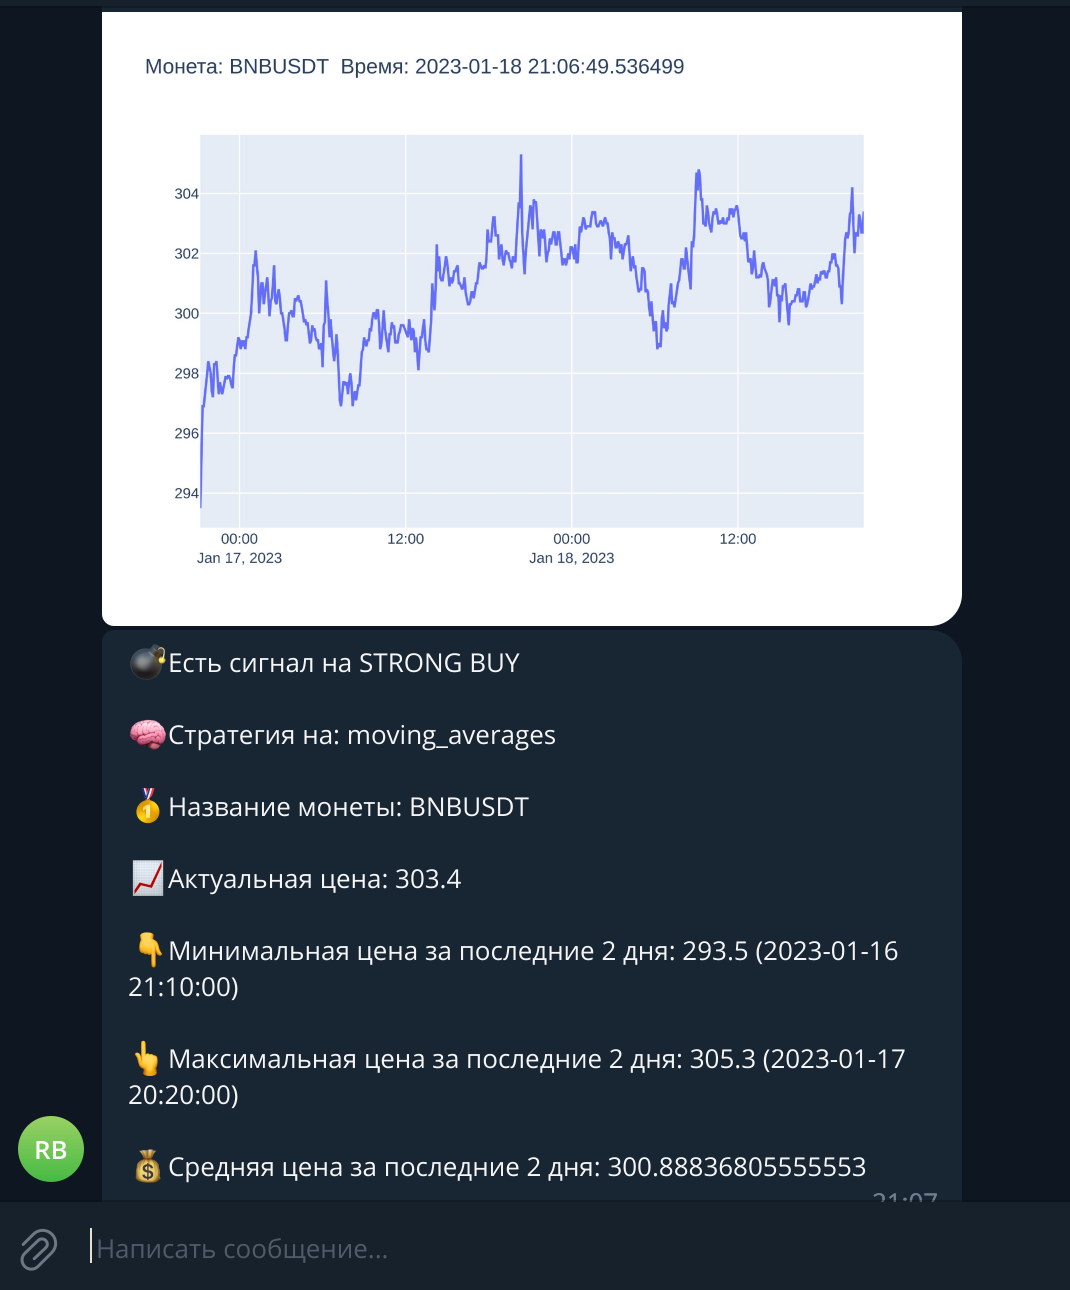 Монета: BNBUSDT Время: 2023-01-18 21:06:49.536499
304
302
300
298
296
294
00:00
12:00
00:00
12:00
Jan 17, 2023
Jan 18, 2023
Есть сигнал на STRONG BUY
Стратегия на: moving_averages
Название монеты: BNBUSDT
Актуальная цена: 303.4
Минимальная цена за последние 2 дня: 293.5 (2023-01-16
21:10:00)
Максимальная цена за последние 2 дня: 305.3 (2023-01-17
20:20:00)
RB
Средняя цена за последние 2 дня: 300.88836805555553
21:07
Написать сообщение...